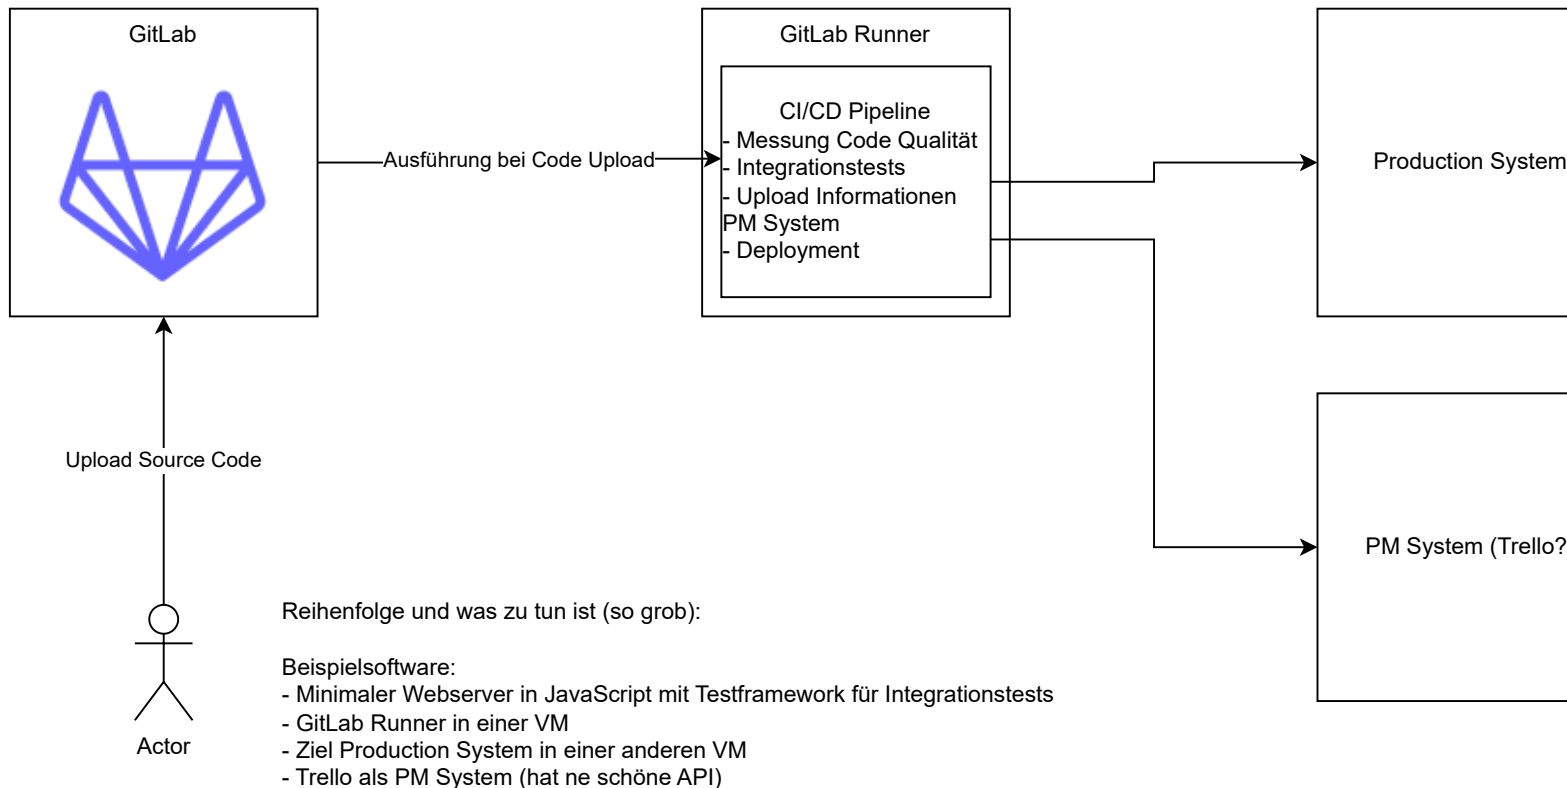 GitLab
GitLab Runner
CI/CD Pipeline
- Messung Code Qualität
- Integrationstests
- Upload Informationen
PM System
- Deployment
Ausführung bei Code Upload
Production System
Upload Source Code
PM System (Trello?
Actor
Reihenfolge und was zu tun ist (so grob):
Beispielsoftware:
- Minimaler Webserver in JavaScript mit Testframework für Integrationstests
- GitLab Runner in einer VM
- Ziel Production System in einer anderen VM
- Trello als PM System (hat ne schöne API)